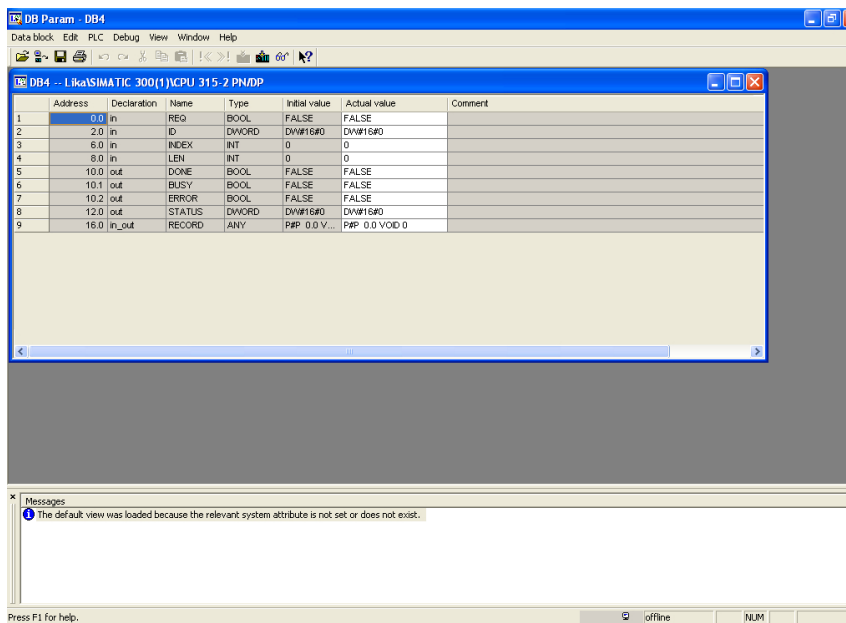 DB Param - DB4
Data block Edit PLC Debug View Window Help
DB4 -- Lika\SIMATIC 300(1)\CPU 315-2 PN/DP
Address Declaration Name Type Initial value Actual value Comment
1 0.0 in REQ BOOL FALSE FALSE
2 2.0 in ID DWORD DW#16#0 DW#16#0
3 6.0 in INDEX INT 0 0
4 8.0 in LEN INT 0 0
5 10.0 out DONE BOOL FALSE FALSE
6 10.1 out BUSY BOOL FALSE FALSE
7 10.2 out ERROR BOOL FALSE FALSE
8 12.0 out STATUS DWORD DW#16#0 DW#16#0
9 16.0 in_out RECORD ANY P#P 0.0 V... P#P 0.0 VOID 0
Messages
The default view was loaded because the relevant system attribute is not set or does not exist.
Press F1 for help. offline NUM